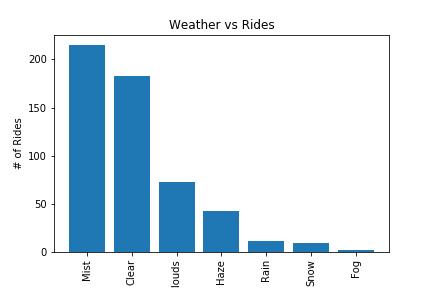 Weather vs Rides
# of Rides
200
150
100
50
0
Mist
Clear
louds
Haze
Rain
Snow
Fog